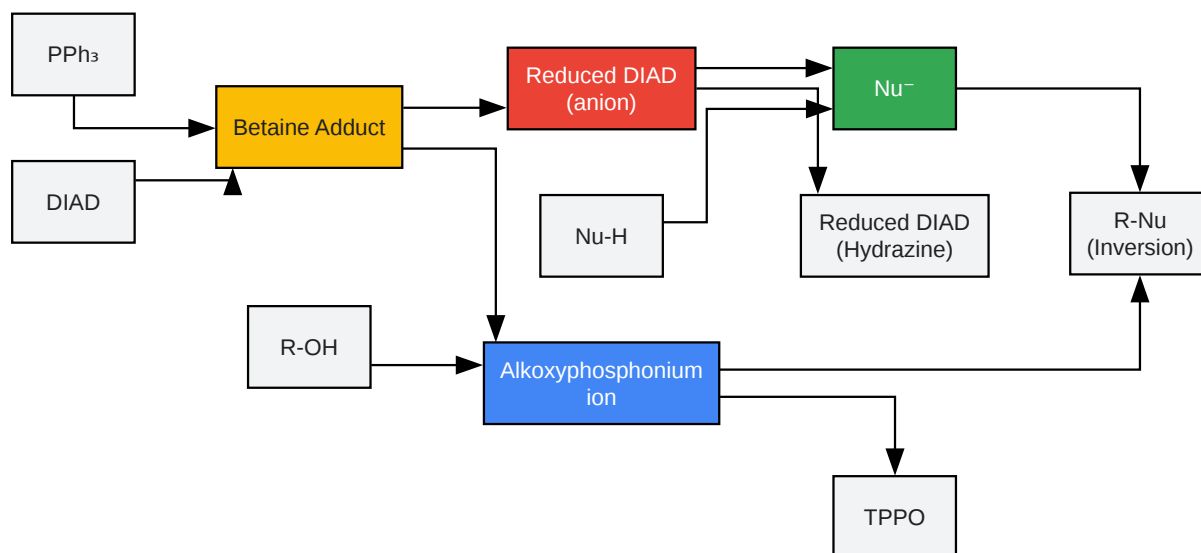 PPh₃
DIAD
Betaine Adduct
Reduced DIAD
(anion)
Nu⁻
Nu-H
Reduced DIAD
(Hydrazine)
R-Nu
(Inversion)
R-OH
Alkoxyphosphonium
ion
TPPO